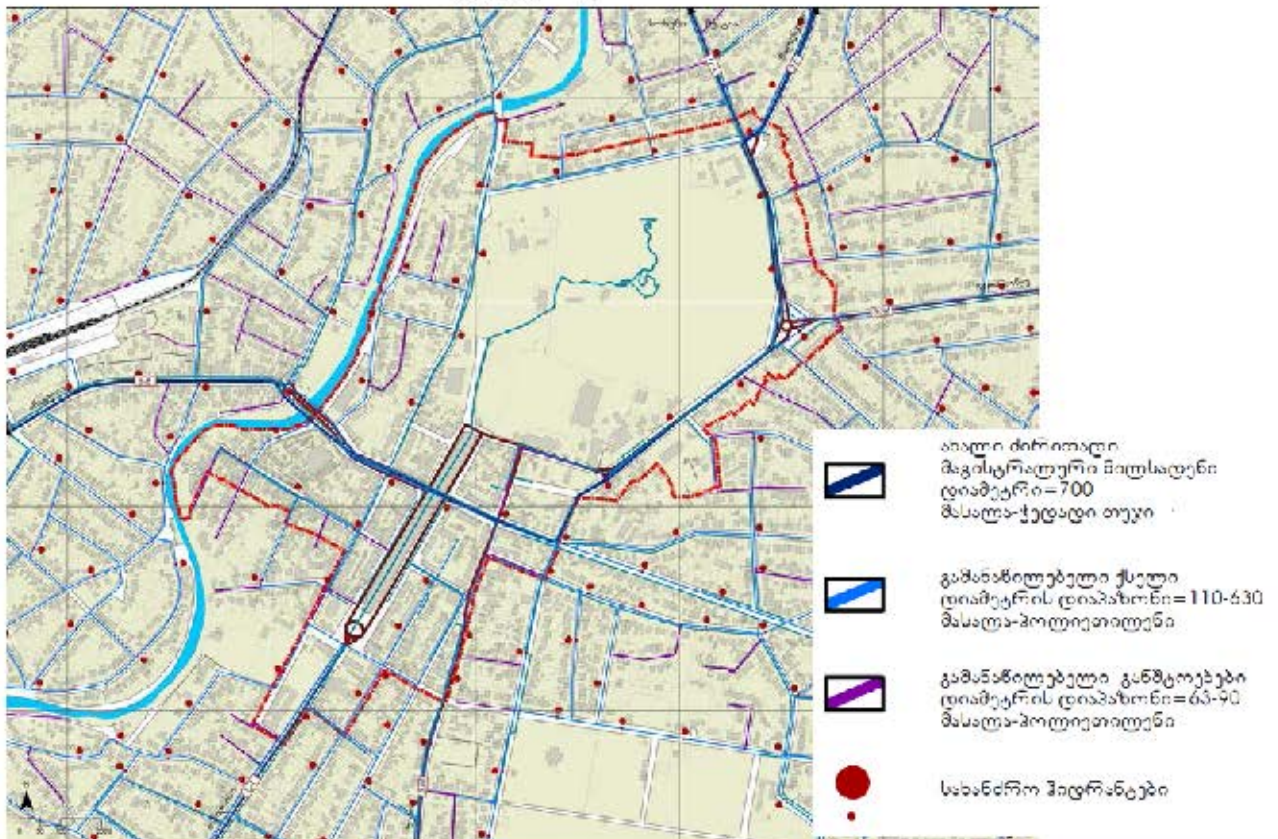 ახალი ძირითადი
მაგისტრალური მილსადენი
დიამეტრი=700
მასალა-ჭედადი თუჯი
გამანაწილებელი ქსელი
დიამეტრის დიაპაზონი=110-630
მასალა-პოლიეთილენი
გამანაწილებელი განშტოებები
დიამეტრის დიაპაზონი=63-90
მასალა-პოლიეთილენი
სახანძრო ჰიდრანტები